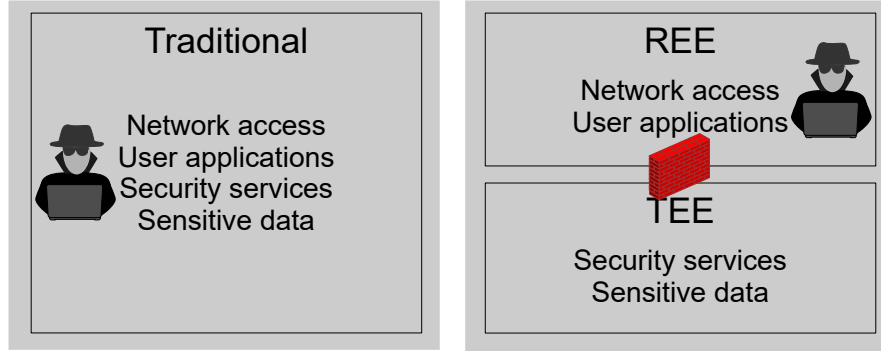 Traditional
Network access
User applications
Security services
Sensitive data
REE
Network access
User applications
TEE
Security services
Sensitive data